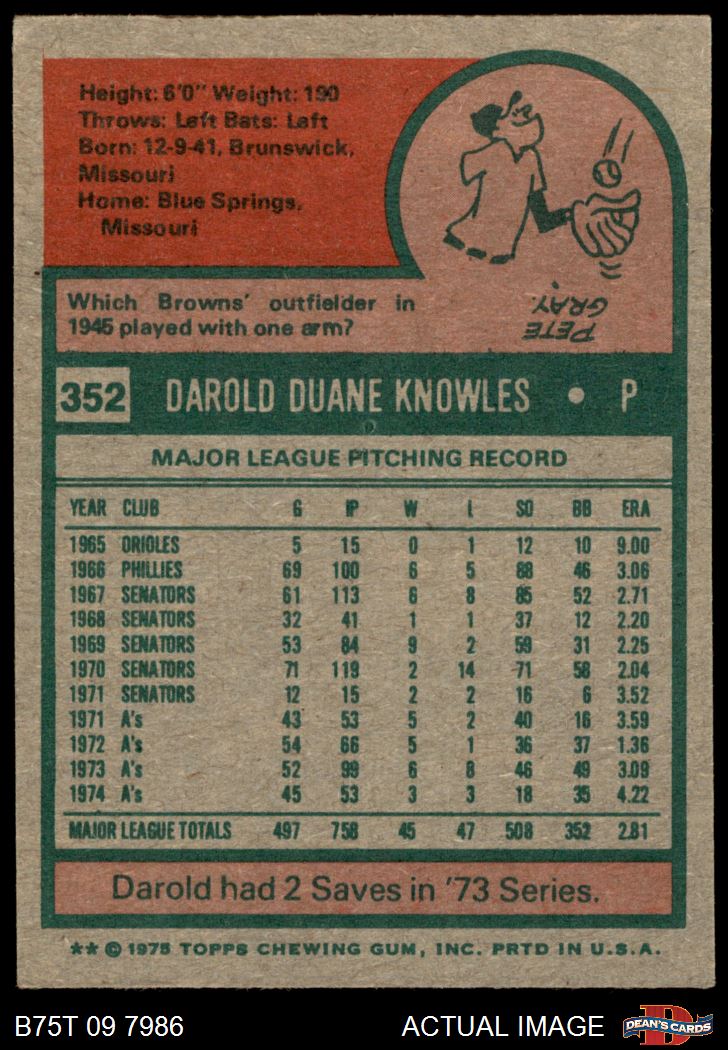 Height: 6'0" Weight: 190
Throws: Left Bats: Left
Born: 12-9-41, Brunswick,
Missouri
Home: Blue Springs,
Missouri
Which Browns' outfielder in
1945 played with one arm?
PETE
GRAY.
352 DAROLD DUANE KNOWLES • P
MAJOR LEAGUE PITCHING RECORD
YEAR CLUB G IP W L SO BB ERA
1965 ORIOLES 5 15 0 1 12 10 9.00
1966 PHILLIES 69 100 6 5 88 46 3.06
1967 SENATORS 61 113 6 8 85 52 2.71
1968 SENATORS 32 41 1 1 37 12 2.20
1969 SENATORS 53 84 9 2 59 31 2.25
1970 SENATORS 71 119 2 14 71 58 2.04
1971 SENATORS 12 15 2 2 16 6 3.52
1971 A's 43 53 5 2 40 16 3.59
1972 A's 54 66 5 1 36 37 1.36
1973 A's 52 99 6 8 46 49 3.09
1974 A's 45 53 3 3 18 35 4.22
MAJOR LEAGUE TOTALS 497 758 45 47 508 352 2.81
Darold had 2 Saves in '73 Series.
** © 1975 TOPPS CHEWING GUM, INC. PRTD IN U.S.A.
B75T 09 7986 ACTUAL IMAGE
D
DEAN'S CARDS